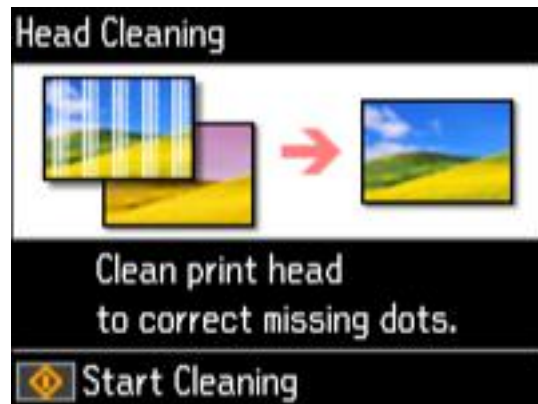 Head Cleaning
Clean print head
to correct missing dots.
Start Cleaning